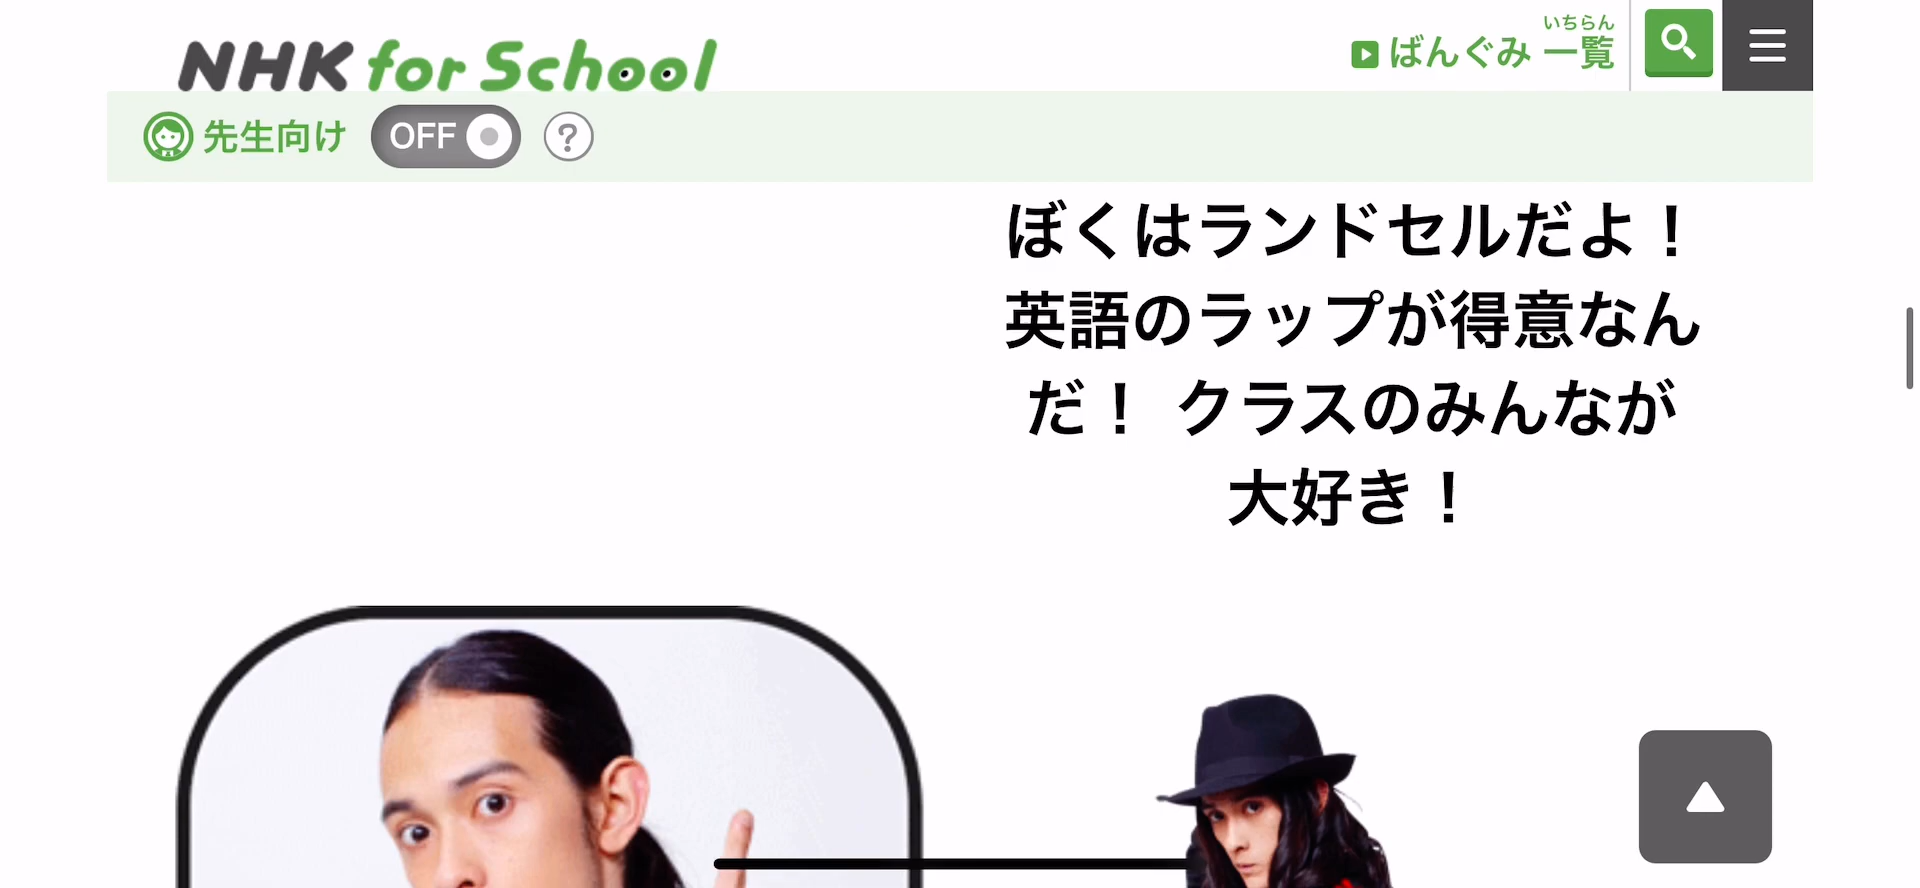 NHK for School
いちらん
ばんぐみ 一覧
先生向け OFF ?
ぼくはランドセルだよ！
英語のラップが得意なん
だ！ クラスのみんなが
大好き！